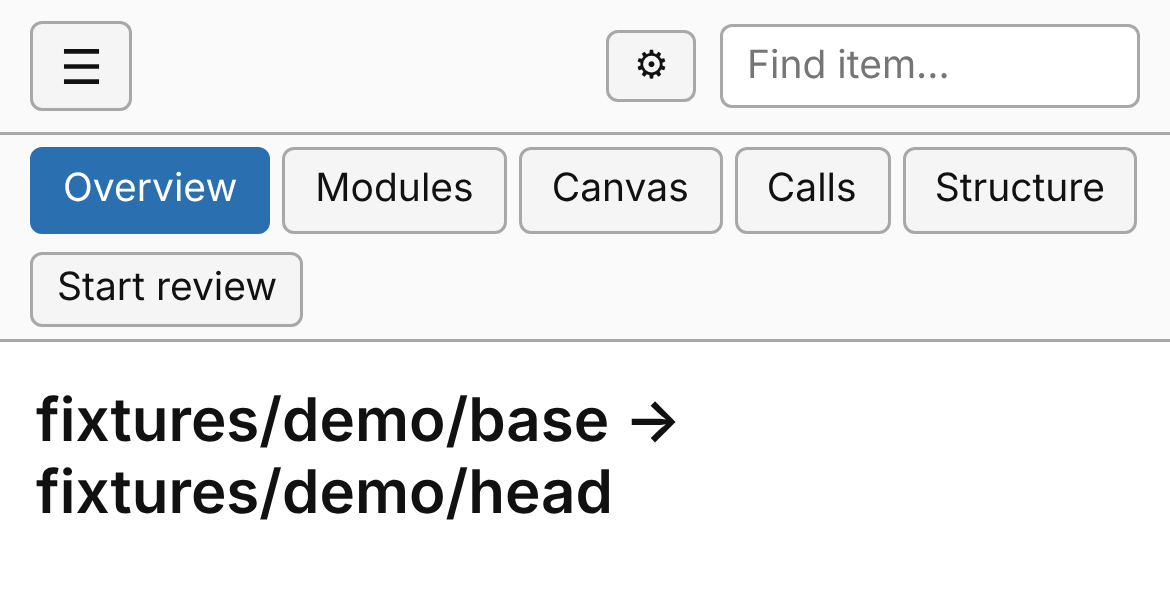 ☰ ⚙ Find item...
Overview Modules Canvas Calls Structure
Start review
fixtures/demo/base →
fixtures/demo/head